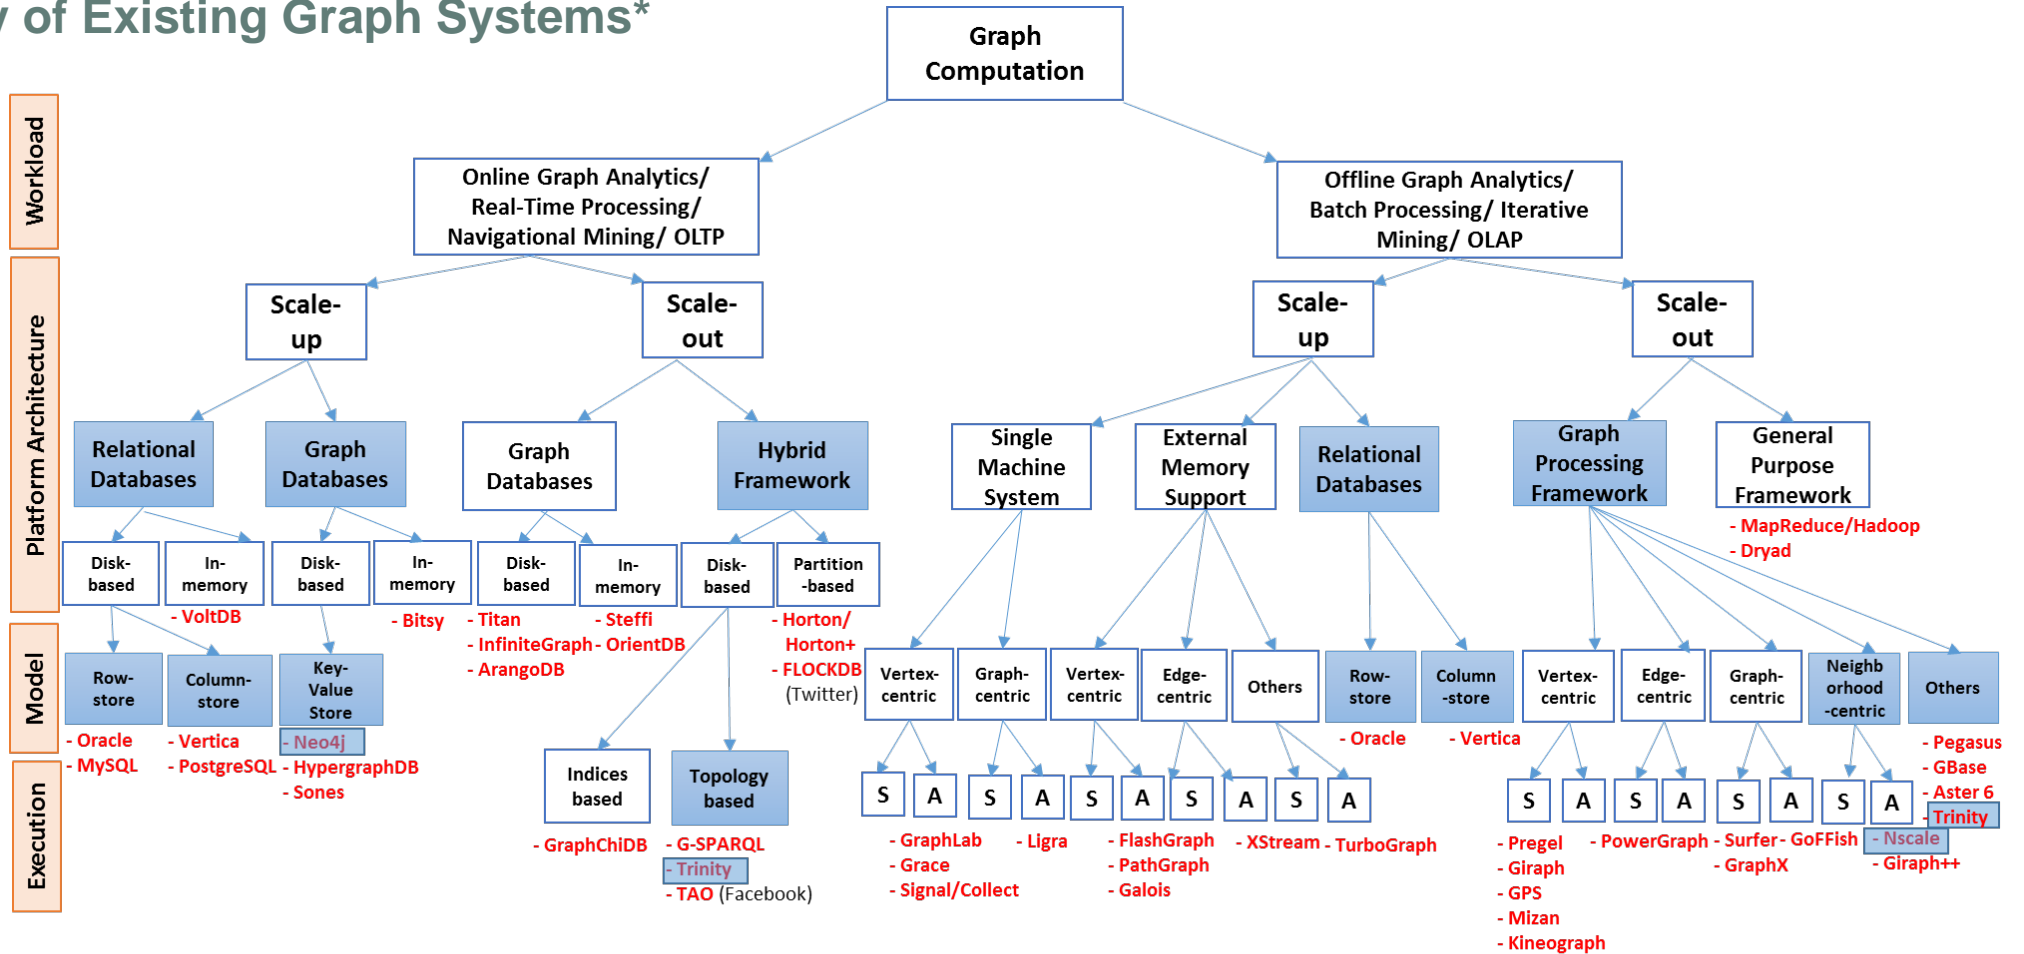 y of Existing Graph Systems*
Graph
Computation
Workload
Online Graph Analytics/
Real-Time Processing/
Navigational Mining/ OLTP
Offline Graph Analytics/
Batch Processing/ Iterative
Mining/ OLAP
Platform Architecture
Scale-
up
Scale-
out
Scale-
up
Scale-
out
Relational
Databases
Graph
Databases
Graph
Databases
Hybrid
Framework
Single
Machine
System
External
Memory
Support
Relational
Databases
Graph
Processing
Framework
General
Purpose
Framework
- MapReduce/Hadoop
- Dryad
Disk-
based
In-
memory
- VoltDB
Disk-
based
In-
memory
- Bitsy
Disk-
based
- Titan
- InfiniteGraph
- ArangoDB
In-
memory
- Steffi
- OrientDB
Disk-
based
Partition
-based
- Horton/
Horton+
- FLOCKDB
(Twitter)
Model
Row-
store
- Oracle
- MySQL
Column-
store
- Vertica
- PostgreSQL
Key-
Value
Store
- Neo4j
- HypergraphDB
- Sones
Vertex-
centric
Graph-
centric
Vertex-
centric
Edge-
centric
Others
Row-
store
- Oracle
Column
-store
- Vertica
Vertex-
centric
Edge-
centric
Graph-
centric
Neighb
orhood
-centric
Others
- Pegasus
- GBase
- Aster 6
- Trinity
Execution
Indices
based
- GraphChiDB
Topology
based
- G-SPARQL
- Trinity
- TAO (Facebook)
S
A
S
A
S
A
S
A
S
A
S
A
S
A
S
A
S
A
- GraphLab
- Grace
- Signal/Collect
- Ligra
- FlashGraph
- PathGraph
- Galois
- XStream
- TurboGraph
- Pregel
- Giraph
- GPS
- Mizan
- Kineograph
- PowerGraph
- Surfer
- GraphX
- GoFFish
- Nscale
- Giraph++